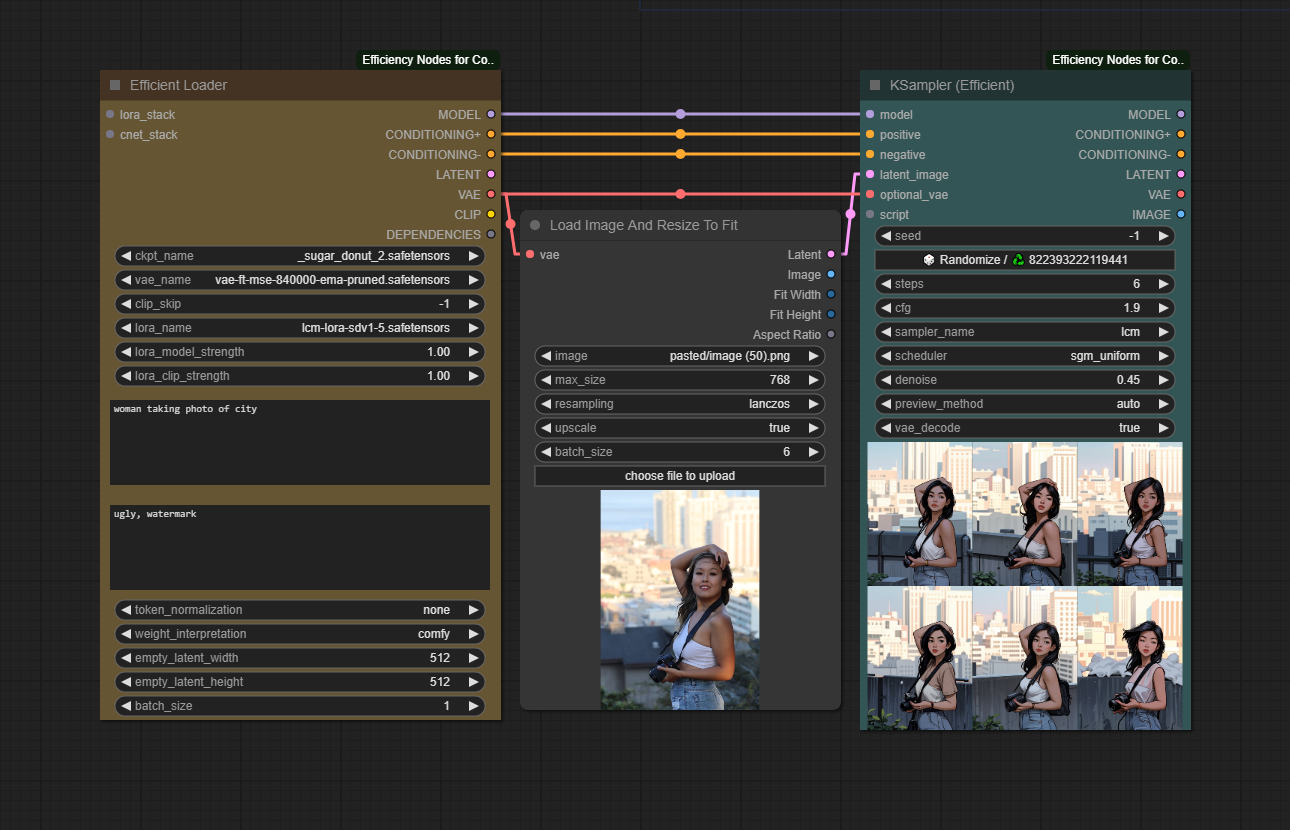 Efficiency Nodes for Co..
Efficient Loader
lora_stack MODEL
cnet_stack CONDITIONING+
CONDITIONING-
LATENT
VAE
CLIP
DEPENDENCIES
ckpt_name _sugar_donut_2.safetensors
vae_name vae-ft-mse-840000-ema-pruned.safetensors
clip_skip -1
lora_name lcm-lora-sdv1-5.safetensors
lora_model_strength 1.00
lora_clip_strength 1.00
woman taking photo of city
ugly, watermark
token_normalization none
weight_interpretation comfy
empty_latent_width 512
empty_latent_height 512
batch_size 1
Load Image And Resize To Fit
vae Latent
Image
Fit Width
Fit Height
Aspect Ratio
image pasted/image (50).png
max_size 768
resampling lanczos
upscale true
batch_size 6
choose file to upload
Efficiency Nodes for Co..
KSampler (Efficient)
model MODEL
positive CONDITIONING+
negative CONDITIONING-
latent_image LATENT
optional_vae VAE
script IMAGE
seed -1
🎲 Randomize / ♻ 822393222119441
steps 6
cfg 1.9
sampler_name lcm
scheduler sgm_uniform
denoise 0.45
preview_method auto
vae_decode true